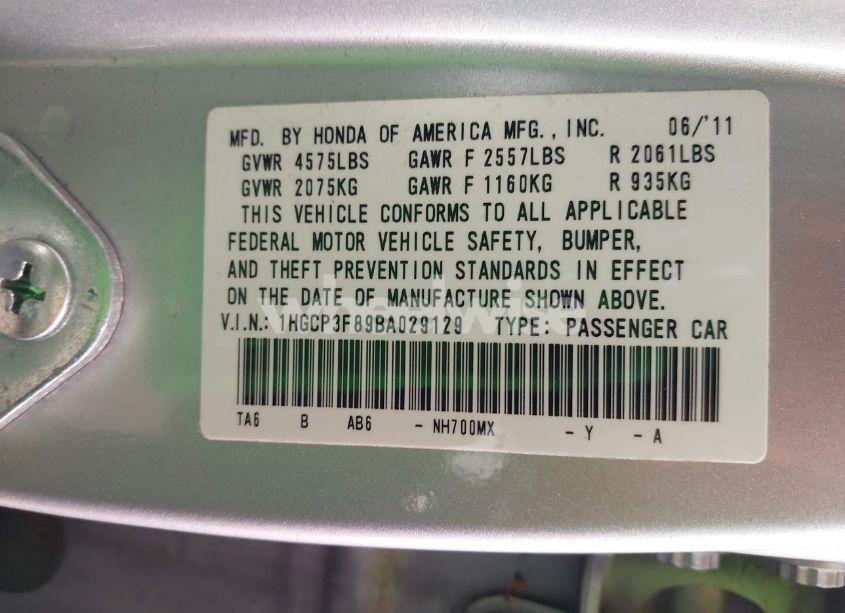 MFD. BY HONDA OF AMERICA MFG., INC. 06/'11
GVWR 4575LBS GAWR F 2557LBS R 2061LBS
GVWR 2075KG GAWR F 1160KG R 935KG
THIS VEHICLE CONFORMS TO ALL APPLICABLE
FEDERAL MOTOR VEHICLE SAFETY, BUMPER,
AND THEFT PREVENTION STANDARDS IN EFFECT
ON THE DATE OF MANUFACTURE SHOWN ABOVE.
V.I.N.: 1HGCP3F89BA029129 TYPE: PASSENGER CAR
TA6 B AB6 - NH700MX - Y - A
wheelwise